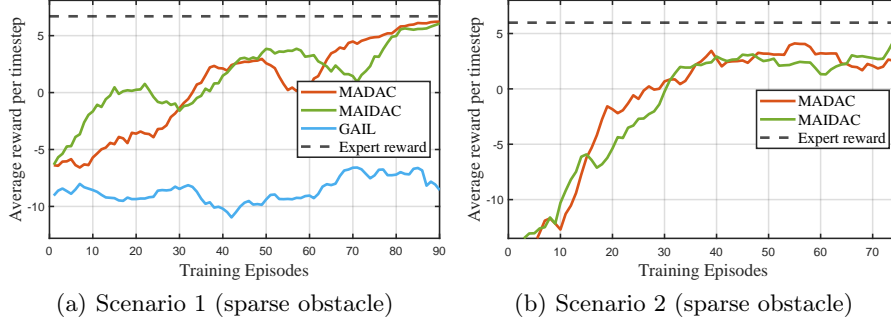 Average reward per timestep
5
0
-5
-10
MADAC
MAIDAC
GAIL
Expert reward
0 10 20 30 40 50 60 70 80 90
Training Episodes
(a) Scenario 1 (sparse obstacle)
Average reward per timestep
5
0
-5
-10
MADAC
MAIDAC
Expert reward
0 10 20 30 40 50 60 70
Training Episodes
(b) Scenario 2 (sparse obstacle)